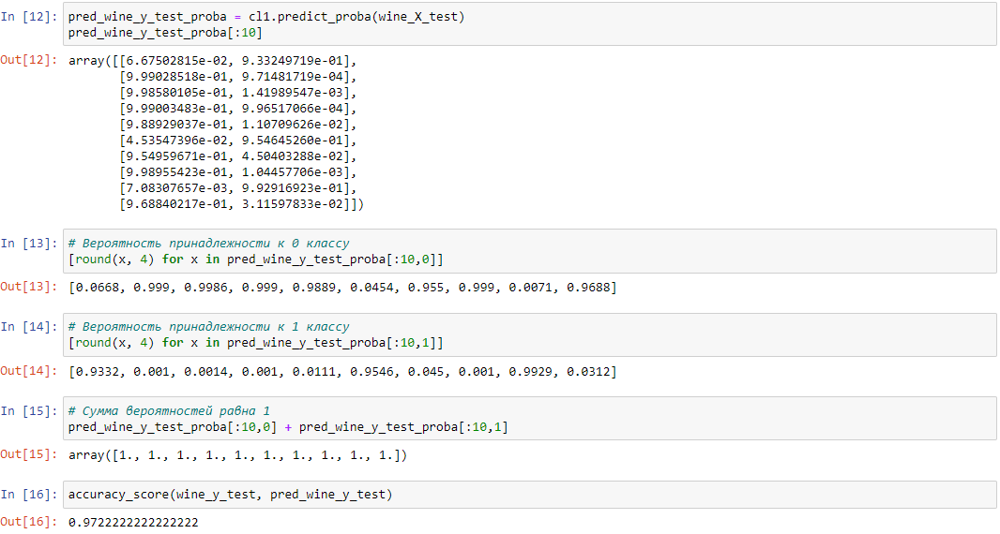 In [12]: pred_wine_y_test_proba = cl1.predict_proba(wine_X_test)
pred_wine_y_test_proba[:10]
Out[12]: array([[6.67502815e-02, 9.33249719e-01],
[9.99028518e-01, 9.71481719e-04],
[9.98580105e-01, 1.41989547e-03],
[9.99003483e-01, 9.96517066e-04],
[9.88929037e-01, 1.10709626e-02],
[4.53547396e-02, 9.54645260e-01],
[9.54959671e-01, 4.50403288e-02],
[9.98955423e-01, 1.04457706e-03],
[7.08307657e-03, 9.92916923e-01],
[9.68840217e-01, 3.11597833e-02]])
In [13]: # Вероятность принадлежности к 0 классу
[round(x, 4) for x in pred_wine_y_test_proba[:10,0]]
Out[13]: [0.0668, 0.999, 0.9986, 0.999, 0.9889, 0.0454, 0.955, 0.999, 0.0071, 0.9688]
In [14]: # Вероятность принадлежности к 1 классу
[round(x, 4) for x in pred_wine_y_test_proba[:10,1]]
Out[14]: [0.9332, 0.001, 0.0014, 0.001, 0.0111, 0.9546, 0.045, 0.001, 0.9929, 0.0312]
In [15]: # Сумма вероятностей равна 1
pred_wine_y_test_proba[:10,0] + pred_wine_y_test_proba[:10,1]
Out[15]: array([1., 1., 1., 1., 1., 1., 1., 1., 1., 1.])
In [16]: accuracy_score(wine_y_test, pred_wine_y_test)
Out[16]: 0.9722222222222222